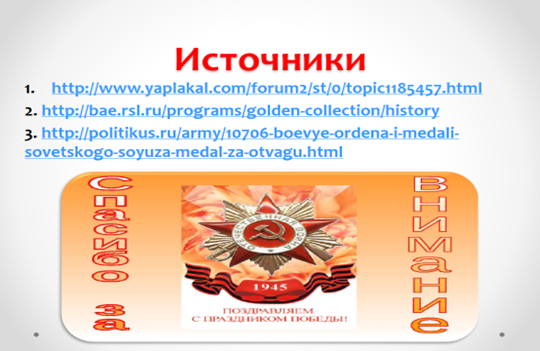 Источники
1. http://www.yaplakal.com/forum2/st/0/topic1185457.html
2. http://bae.rsl.ru/programs/golden-collection/history
3. http://politikus.ru/army/10706-boevye-ordena-i-medali-
sovetskogo-soyuza-medal-za-otvagu.html
Спасибо за
ОТЕЧЕСТВЕННАЯ ВОЙНА
1945
ПОЗДРАВЛЯЕМ
С ПРАЗДНИКОМ ПОБЕДЫ!
Внимание